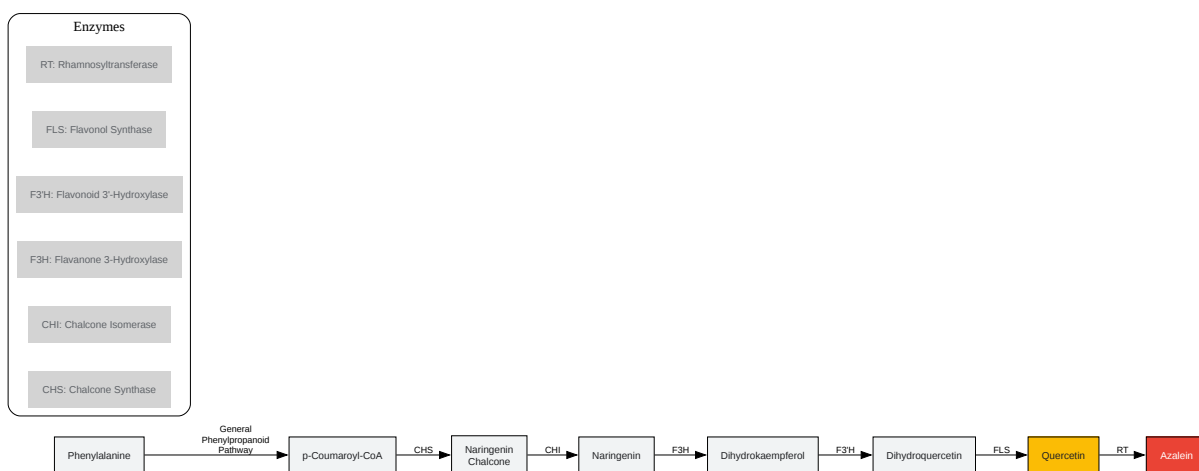 Enzymes
RT: Rhamnosyltransferase
FLS: Flavonol Synthase
F3'H: Flavonoid 3'-Hydroxylase
F3H: Flavanone 3-Hydroxylase
CHI: Chalcone Isomerase
CHS: Chalcone Synthase
Phenylalanine
General
Phenylpropanoid
Pathway
p-Coumaroyl-CoA
CHS
Naringenin
Chalcone
CHI
Naringenin
F3H
Dihydrokaempferol
F3'H
Dihydroquercetin
FLS
Quercetin
RT
Azalein